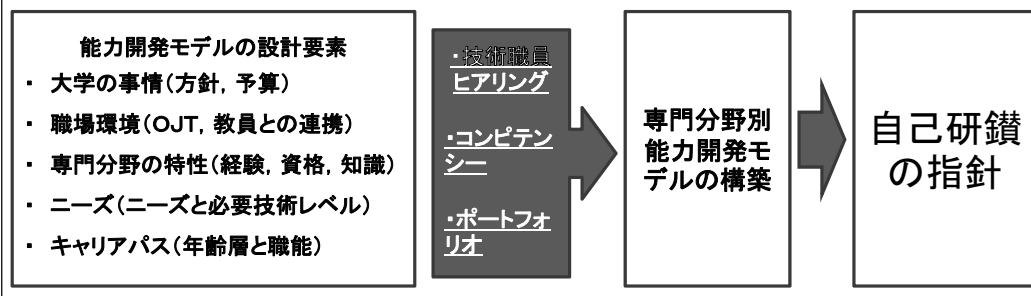 能力開発モデルの設計要素
・ 大学の事情(方針, 予算)
・ 職場環境(OJT, 教員との連携)
・ 専門分野の特性(経験, 資格, 知識)
・ ニーズ(ニーズと必要技術レベル)
・ キャリアパス(年齢層と職能)
・技術職員
ヒアリング
・コンピテン
シー
・ポートフォ
リオ
専門分野別
能力開発モ
デルの構築
自己研鑚
の指針